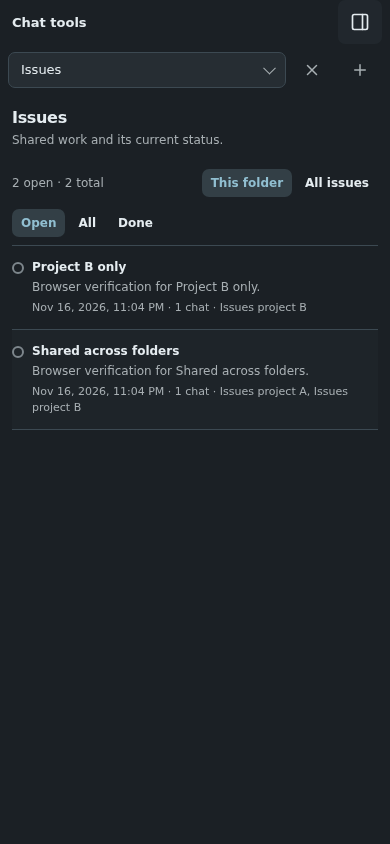 Chat tools
Issues
Issues
Shared work and its current status.
2 open · 2 total
This folder
All issues
Open
All
Done
Project B only
Browser verification for Project B only.
Nov 16, 2026, 11:04 PM · 1 chat · Issues project B
Shared across folders
Browser verification for Shared across folders.
Nov 16, 2026, 11:04 PM · 1 chat · Issues project A, Issues
project B